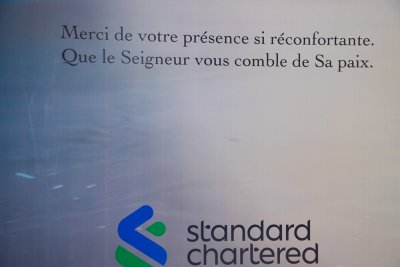 Merci de votre présence si réconfortante.
Que le Seigneur vous comble de Sa paix.
standard
chartered